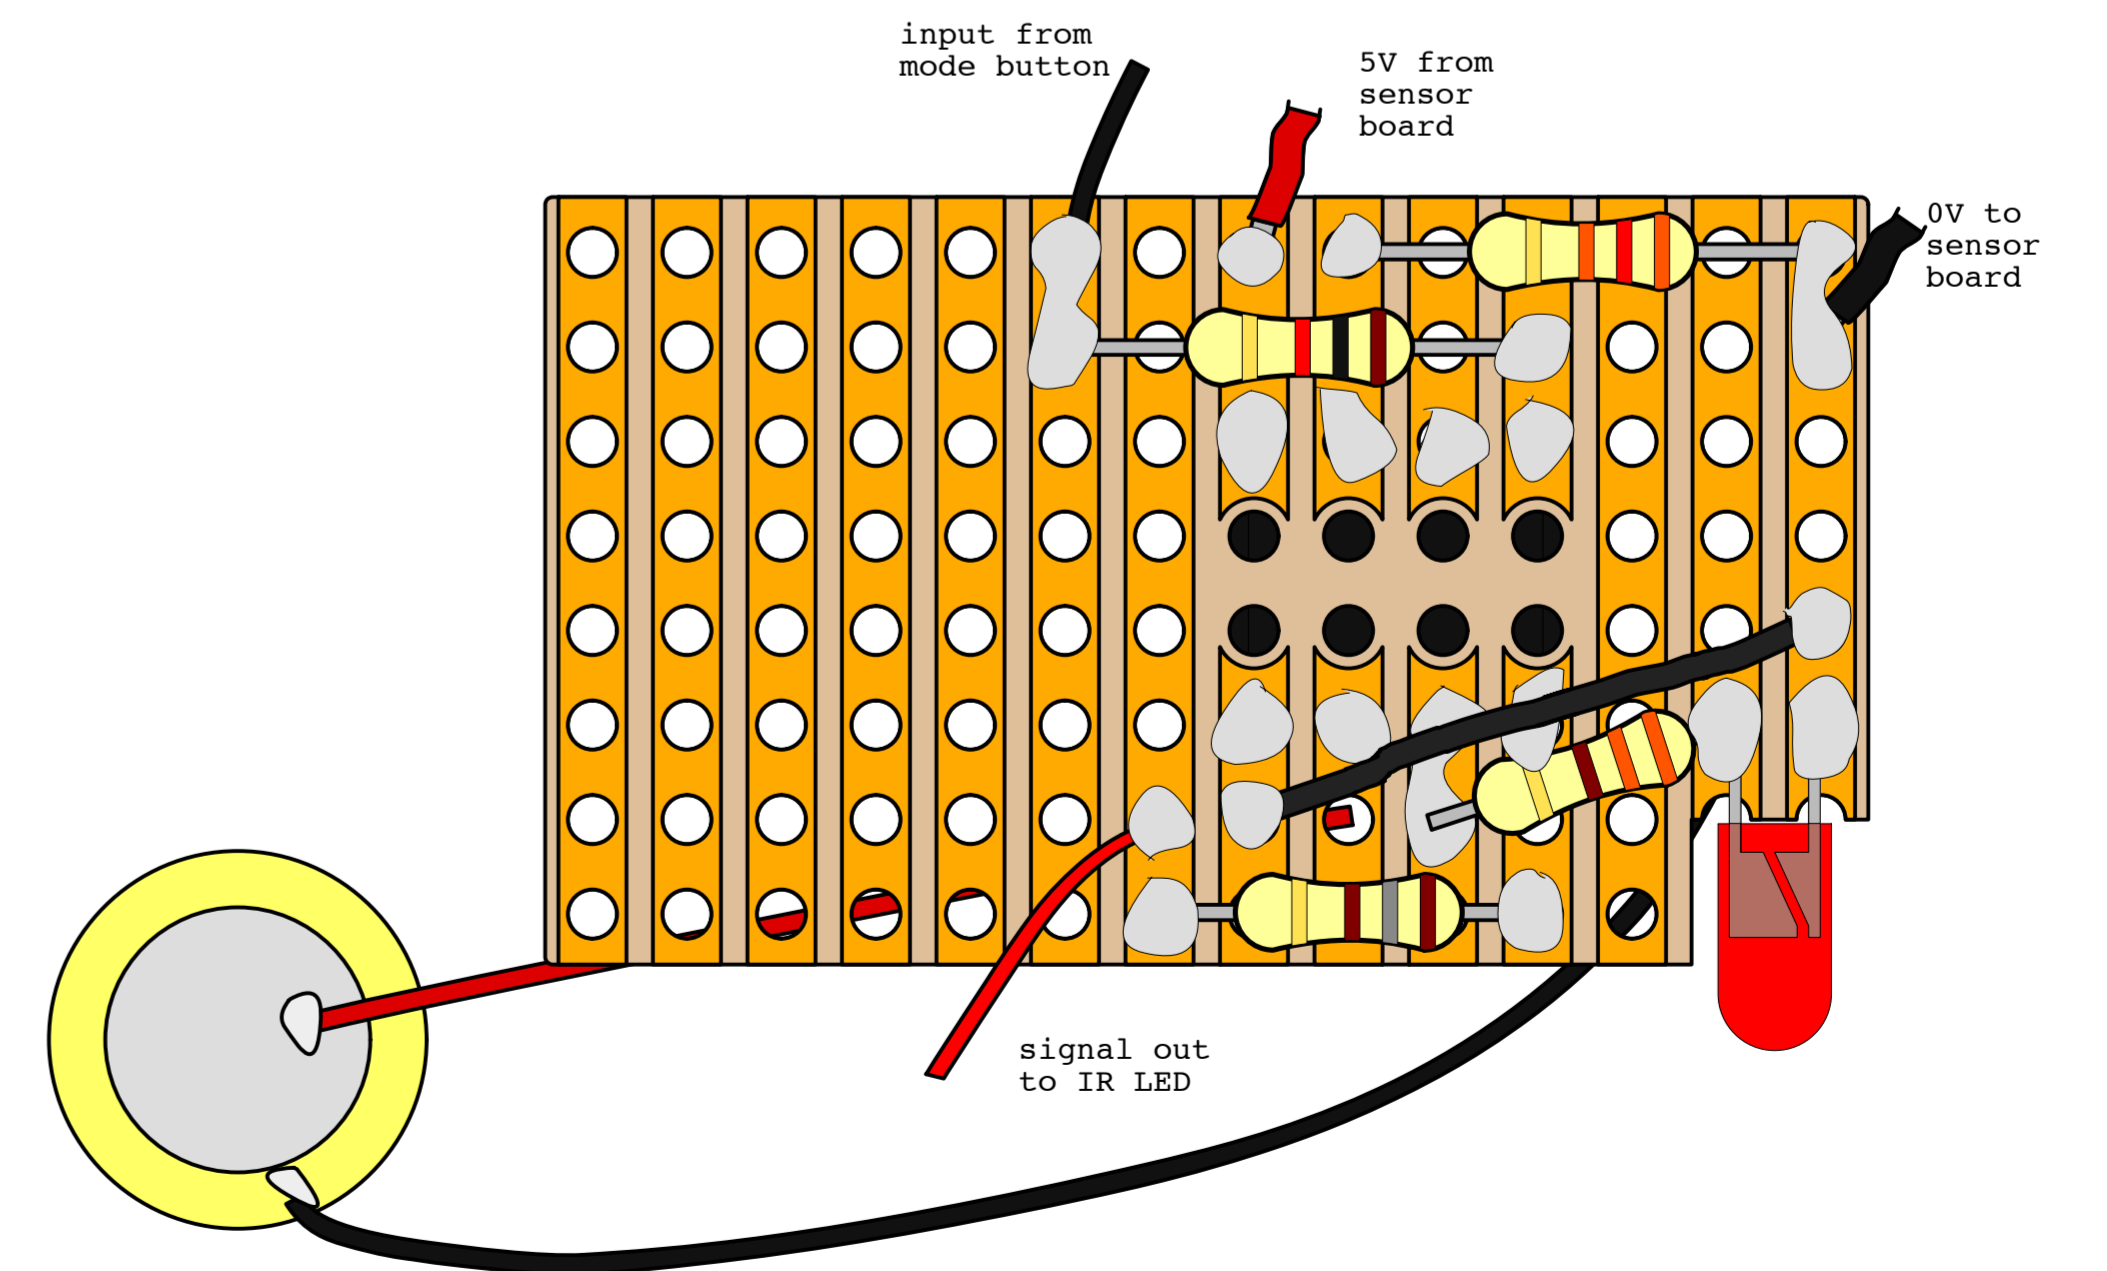 input from
mode button
5V from
sensor
board
0V to
sensor
board
signal out
to IR LED